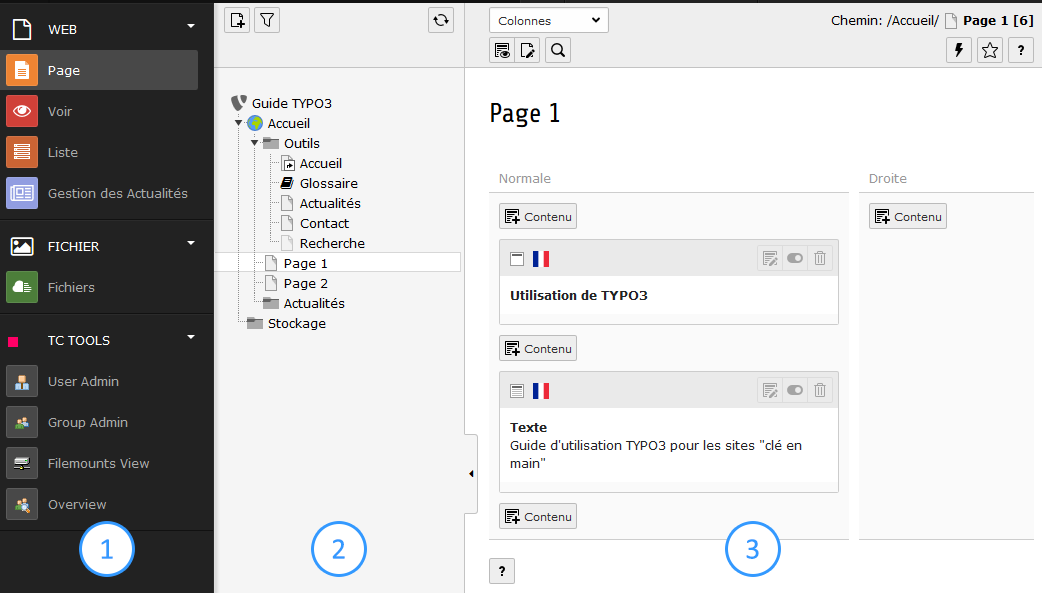 WEB
Page
Voir
Liste
Gestion des Actualités
FICHIER
Fichiers
TC TOOLS
User Admin
Group Admin
Filemounts View
Overview
1
Guide TYPO3
Accueil
Outils
Accueil
Glossaire
Actualités
Contact
Recherche
Page 1
Page 2
Actualités
Stockage
2
Colonnes
Chemin: /Accueil/ Page 1 [6]
?
Page 1
Normale
Contenu
Utilisation de TYPO3
Contenu
Texte
Guide d'utilisation TYPO3 pour les sites "clé en
main"
Contenu
Droite
Contenu
3
?